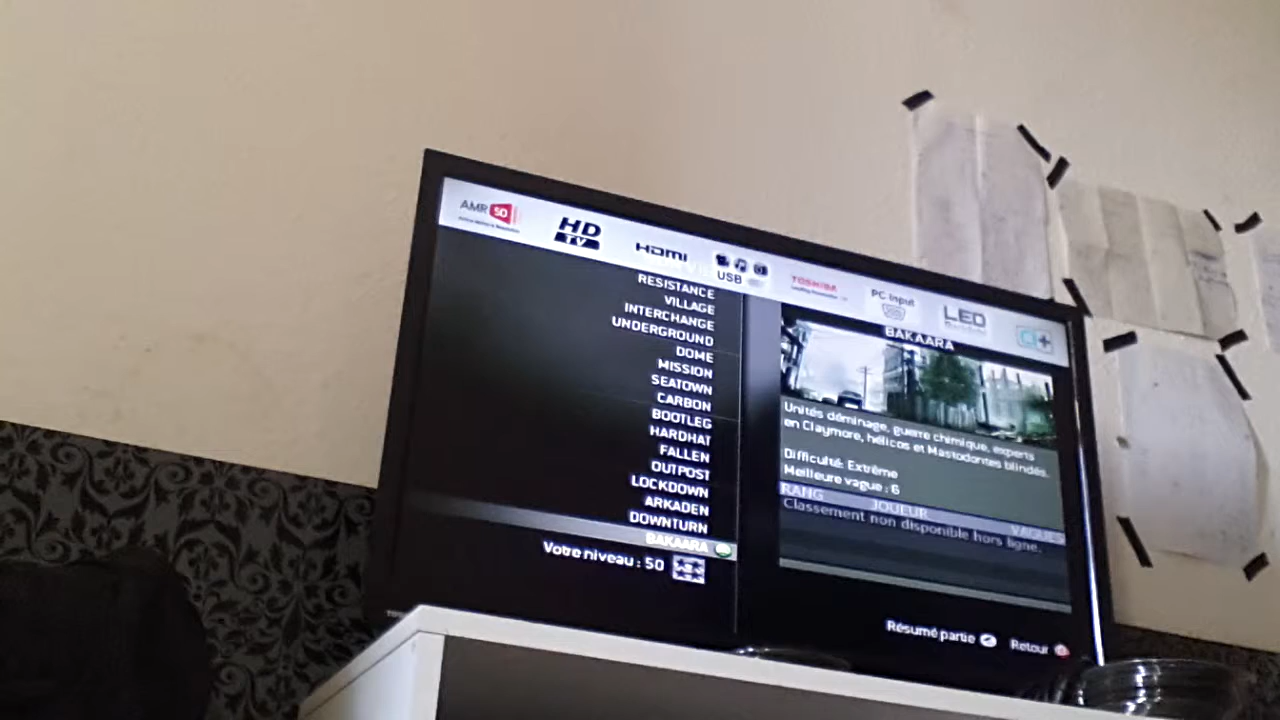 AMR 50
HD
TV
HDMI
USB
TOSHIBA
PC Input
LED
RESISTANCE
VILLAGE
INTERCHANGE
UNDERGROUND
DOME
MISSION
SEATOWN
CARBON
BOOTLEG
HARDHAT
FALLEN
OUTPOST
LOCKDOWN
ARKADEN
DOWNTURN
BAKAARA
Votre niveau : 50
BAKAARA
Unités déminage, guerre chimique, experts
en Claymore, hélicos et Mastodontes blindés.
Difficulté: Extrême
Meilleure vague : 6
RANG JOUEUR VAGUES
Classement non disponible hors ligne.
Résumé partie Retour